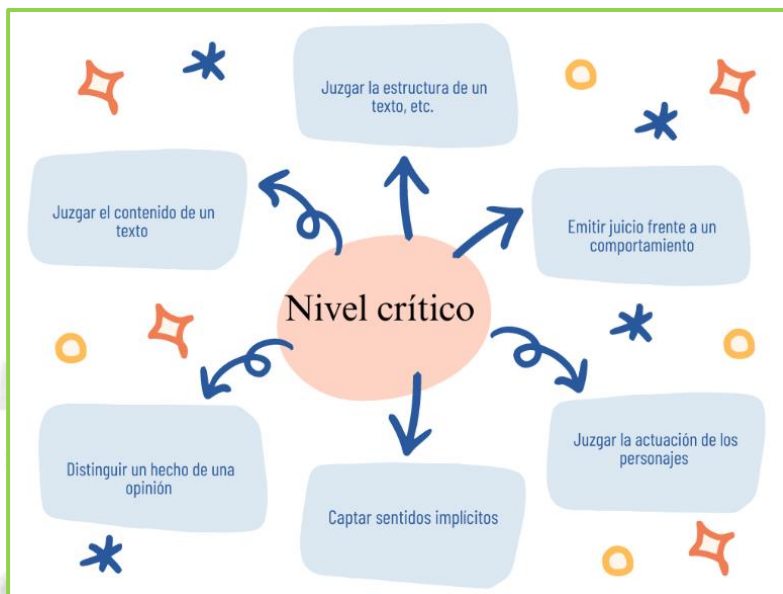 Juzgar la estructura de un
texto, etc.
Juzgar el contenido de un
texto
Emitir juicio frente a un
comportamiento
Nivel crítico
Distinguir un hecho de una
opinión
Captar sentidos implícitos
Juzgar la actuación de los
personajes